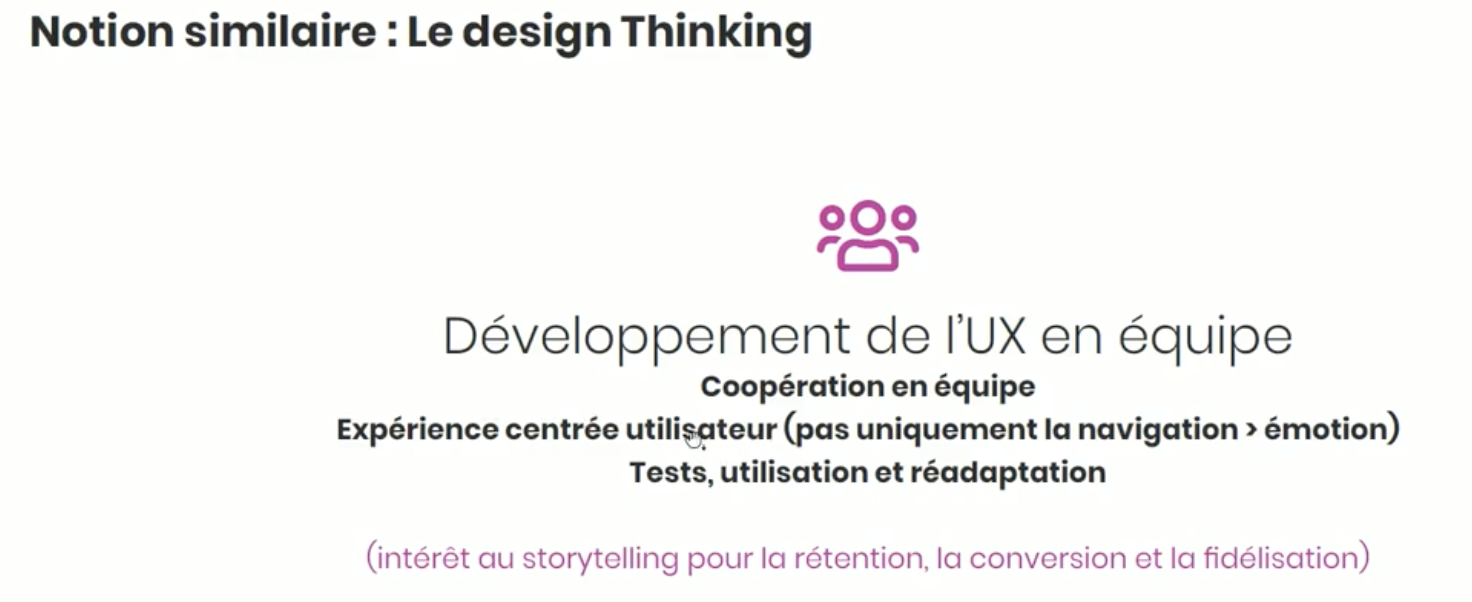 Notion similaire : Le design Thinking
Développement de l’UX en équipe
Coopération en équipe
Expérience centrée utilisateur (pas uniquement la navigation > émotion)
Tests, utilisation et réadaptation
(intérêt au storytelling pour la rétention, la conversion et la fidélisation)